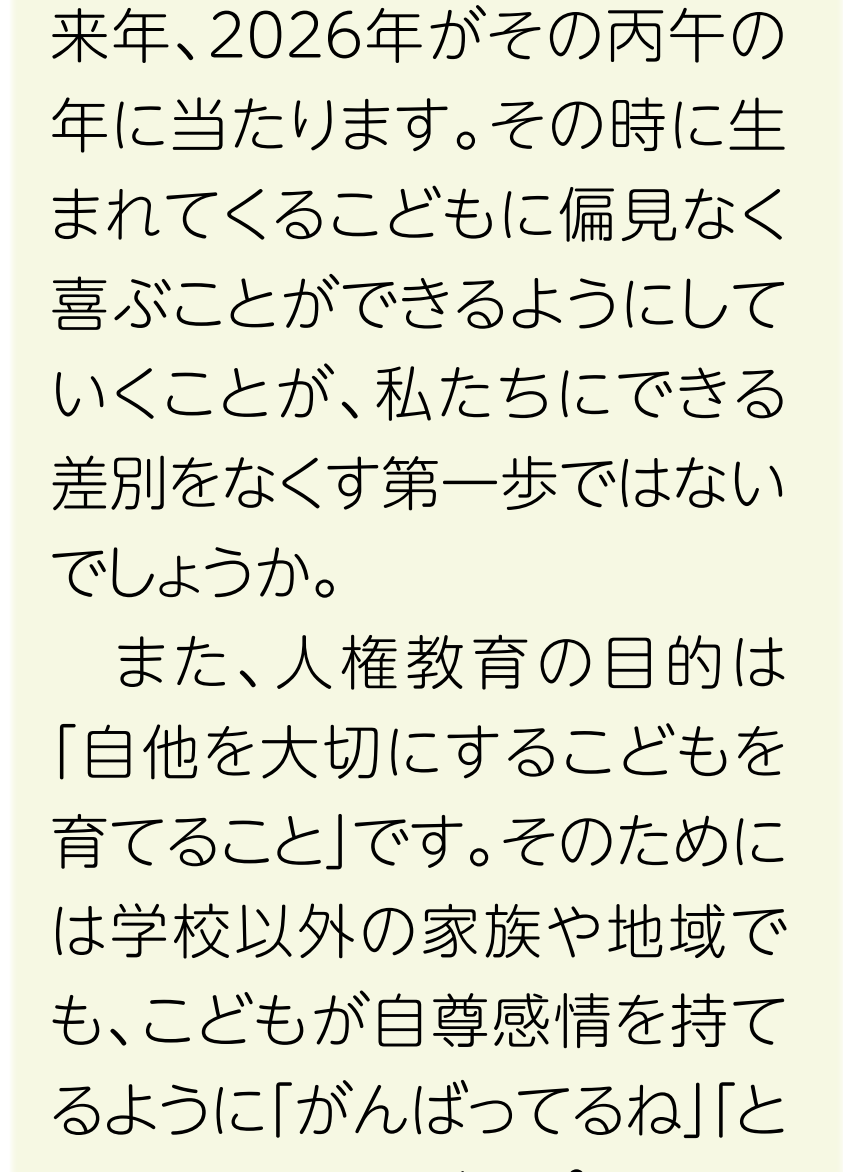 来年、2026年がその丙午の
年に当たります。その時に生
まれてくるこどもに偏見なく
喜ぶことができるようにして
いくことが、私たちにできる
差別をなくす第一歩ではない
でしょうか。
　また、人権教育の目的は
「自他を大切にするこどもを
育てること」です。そのために
は学校以外の家族や地域で
も、こどもが自尊感情を持て
るように「がんばってるね」「と